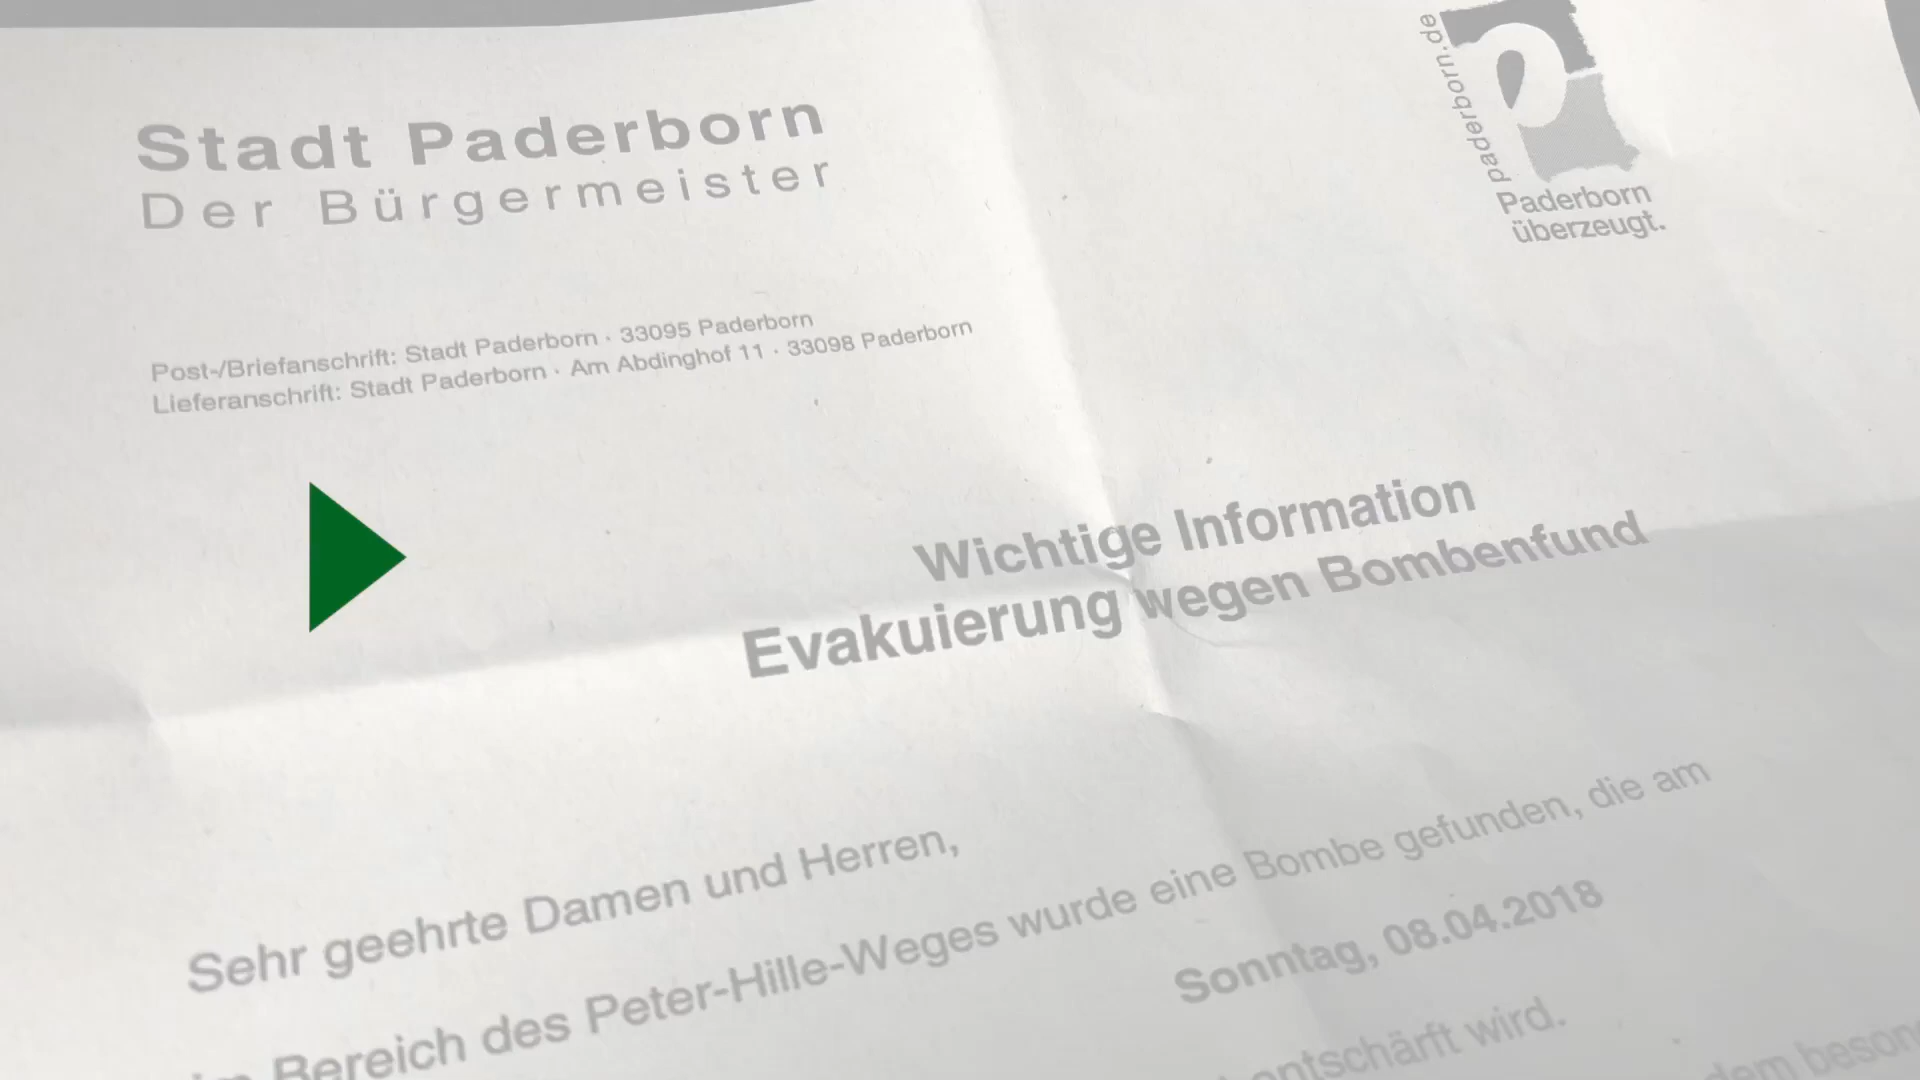 Stadt Paderborn
Der Bürgermeister
paderborn.de
Paderborn
überzeugt.
Post-/Briefanschrift: Stadt Paderborn · 33095 Paderborn
Lieferanschrift: Stadt Paderborn · Am Abdinghof 11 · 33098 Paderborn
Wichtige Information
Evakuierung wegen Bombenfund
Sehr geehrte Damen und Herren,
im Bereich des Peter-Hille-Weges wurde eine Bombe gefunden, die am
Sonntag, 08.04.2018
entschärft wird.
dem